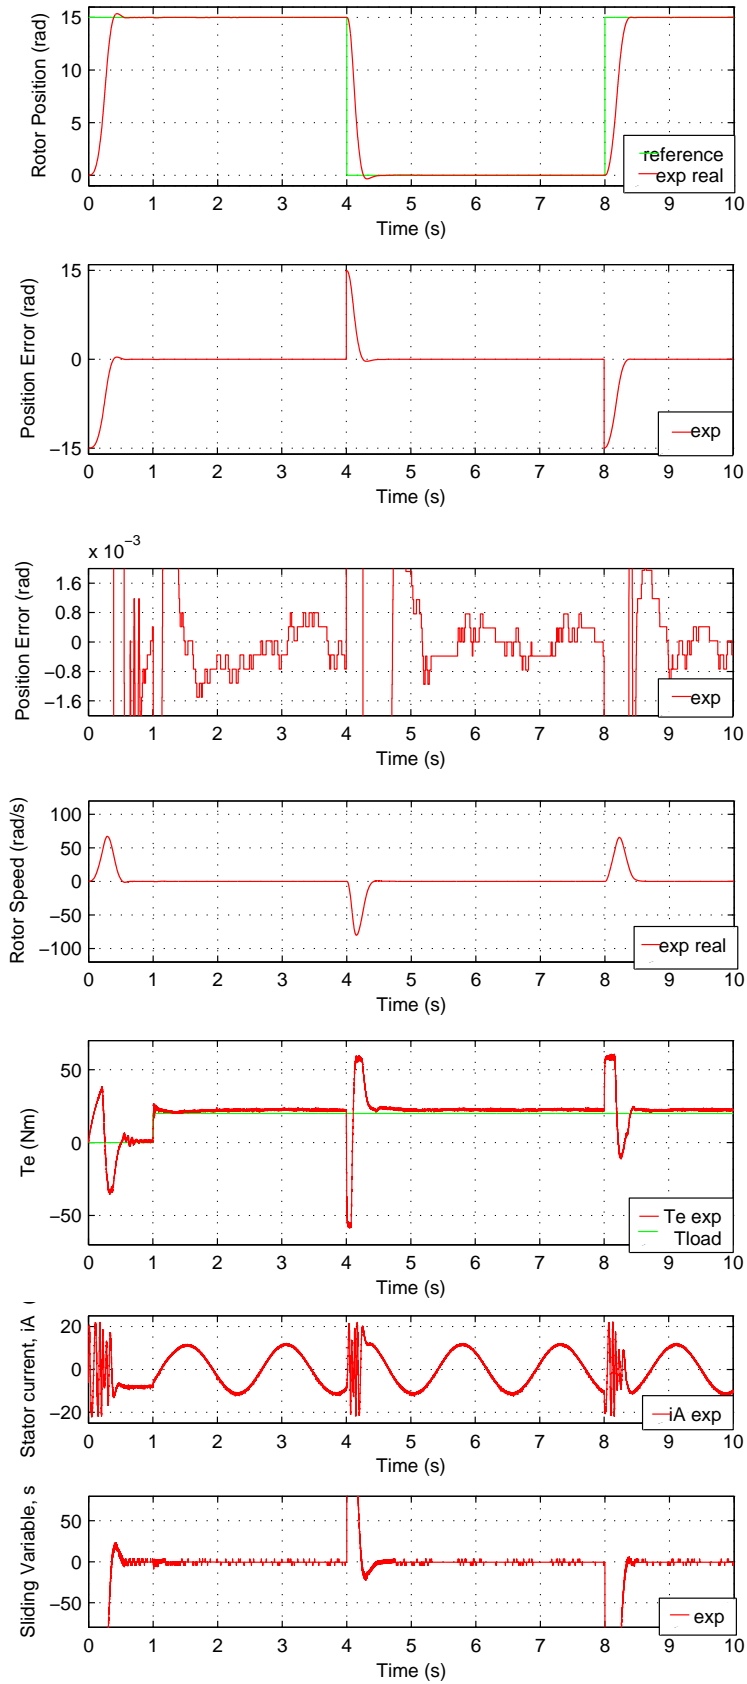 15
10
5
0
Rotor Position (rad)
reference
exp real
0 1 2 3 4 5 6 7 8 9 10
Time (s)
15
0
−15
Position Error (rad)
exp
0 1 2 3 4 5 6 7 8 9 10
Time (s)
x 10⁻³
1.6
0.8
0
−0.8
−1.6
Position Error (rad)
exp
0 1 2 3 4 5 6 7 8 9 10
Time (s)
100
50
0
−50
−100
Rotor Speed (rad/s)
exp real
0 1 2 3 4 5 6 7 8 9 10
Time (s)
50
0
−50
Te (Nm)
Te exp
Tload
0 1 2 3 4 5 6 7 8 9 10
Time (s)
20
0
−20
Stator current, iA (
iA exp
0 1 2 3 4 5 6 7 8 9 10
Time (s)
50
0
−50
Sliding Variable, s
exp
0 1 2 3 4 5 6 7 8 9 10
Time (s)